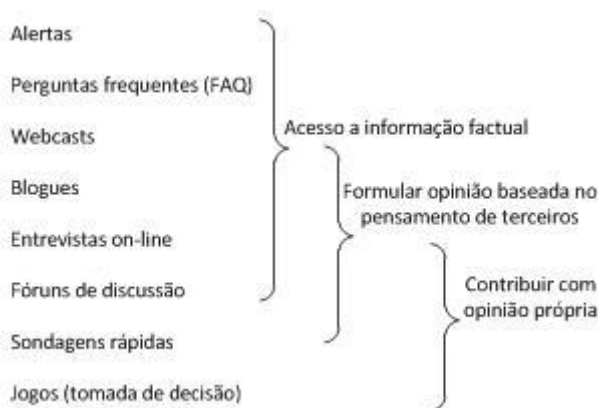 Alertas
Perguntas frequentes (FAQ)
Acesso a informação factual
Webcasts
Blogues
Formular opinião baseada no
pensamento de terceiros
Entrevistas on-line
Contribuir com
opinião própria
Fóruns de discussão
Sondagens rápidas
Jogos (tomada de decisão)